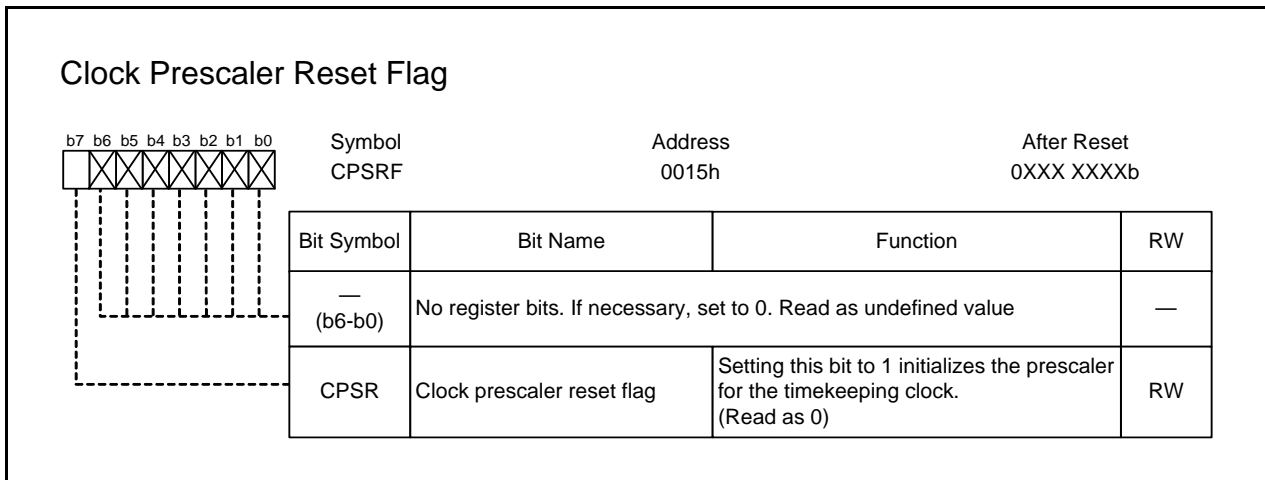 Clock Prescaler Reset Flag
b7 b6 b5 b4 b3 b2 b1 b0
Symbol Address After Reset
CPSRF 0015h 0XXX XXXXb
Bit Symbol Bit Name Function RW
—
(b6-b0)
No register bits. If necessary, set to 0. Read as undefined value
—
CPSR
Clock prescaler reset flag
Setting this bit to 1 initializes the prescaler
for the timekeeping clock.
(Read as 0)
RW